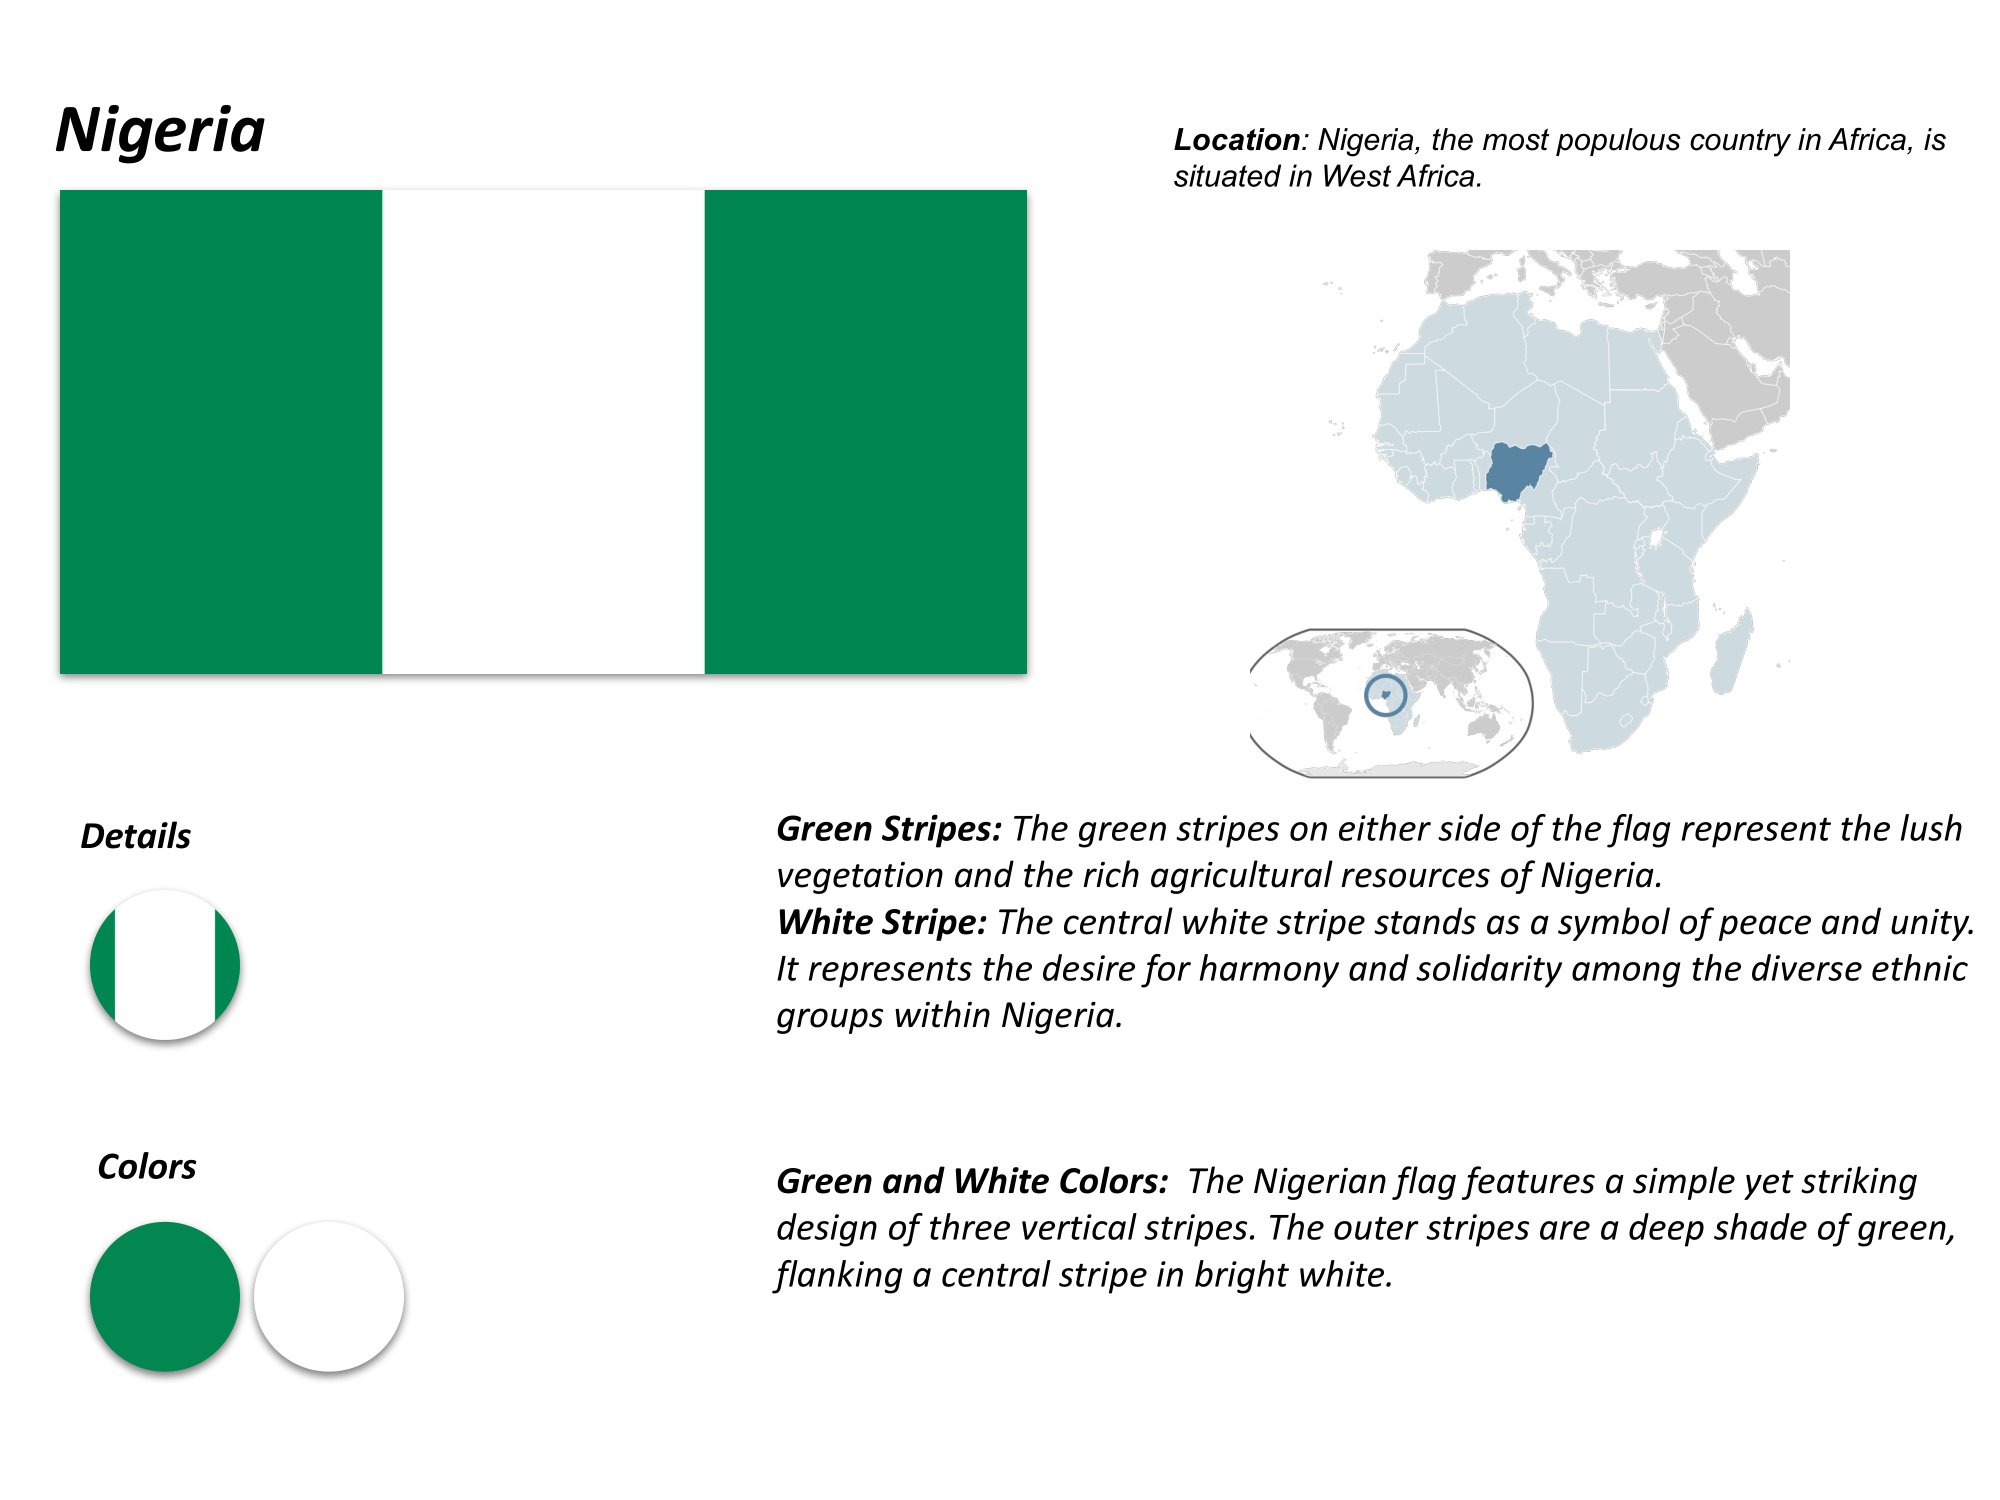 Nigeria
Location: Nigeria, the most populous country in Africa, is
situated in West Africa.
Details
Green Stripes: The green stripes on either side of the flag represent the lush
vegetation and the rich agricultural resources of Nigeria.
White Stripe: The central white stripe stands as a symbol of peace and unity.
It represents the desire for harmony and solidarity among the diverse ethnic
groups within Nigeria.
Colors
Green and White Colors:  The Nigerian flag features a simple yet striking
design of three vertical stripes. The outer stripes are a deep shade of green,
flanking a central stripe in bright white.